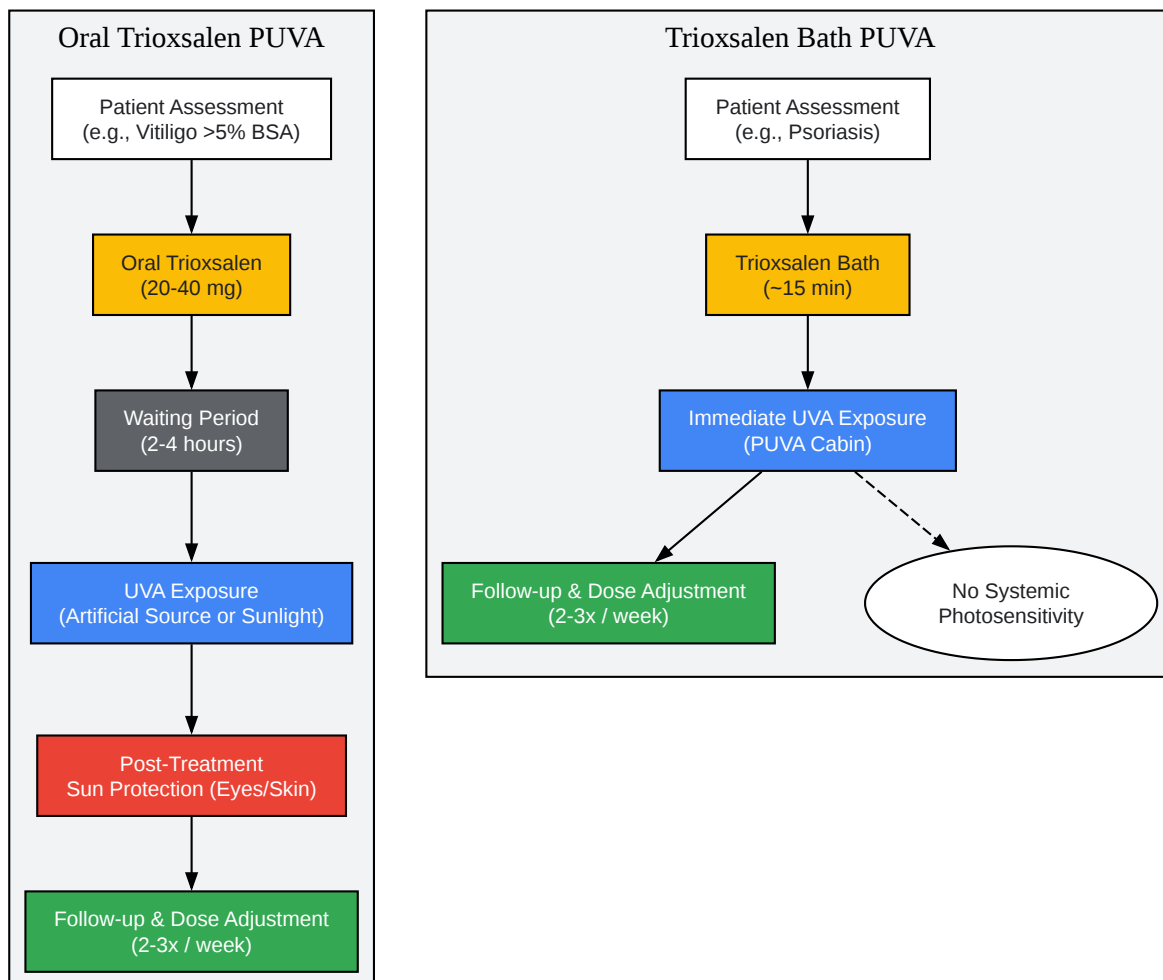 Oral Trioxsalen PUVA
Patient Assessment
(e.g., Vitiligo >5% BSA)
Oral Trioxsalen
(20-40 mg)
Waiting Period
(2-4 hours)
UVA Exposure
(Artificial Source or Sunlight)
Post-Treatment
Sun Protection (Eyes/Skin)
Follow-up & Dose Adjustment
(2-3x / week)
Trioxsalen Bath PUVA
Patient Assessment
(e.g., Psoriasis)
Trioxsalen Bath
(~15 min)
Immediate UVA Exposure
(PUVA Cabin)
Follow-up & Dose Adjustment
(2-3x / week)
No Systemic
Photosensitivity